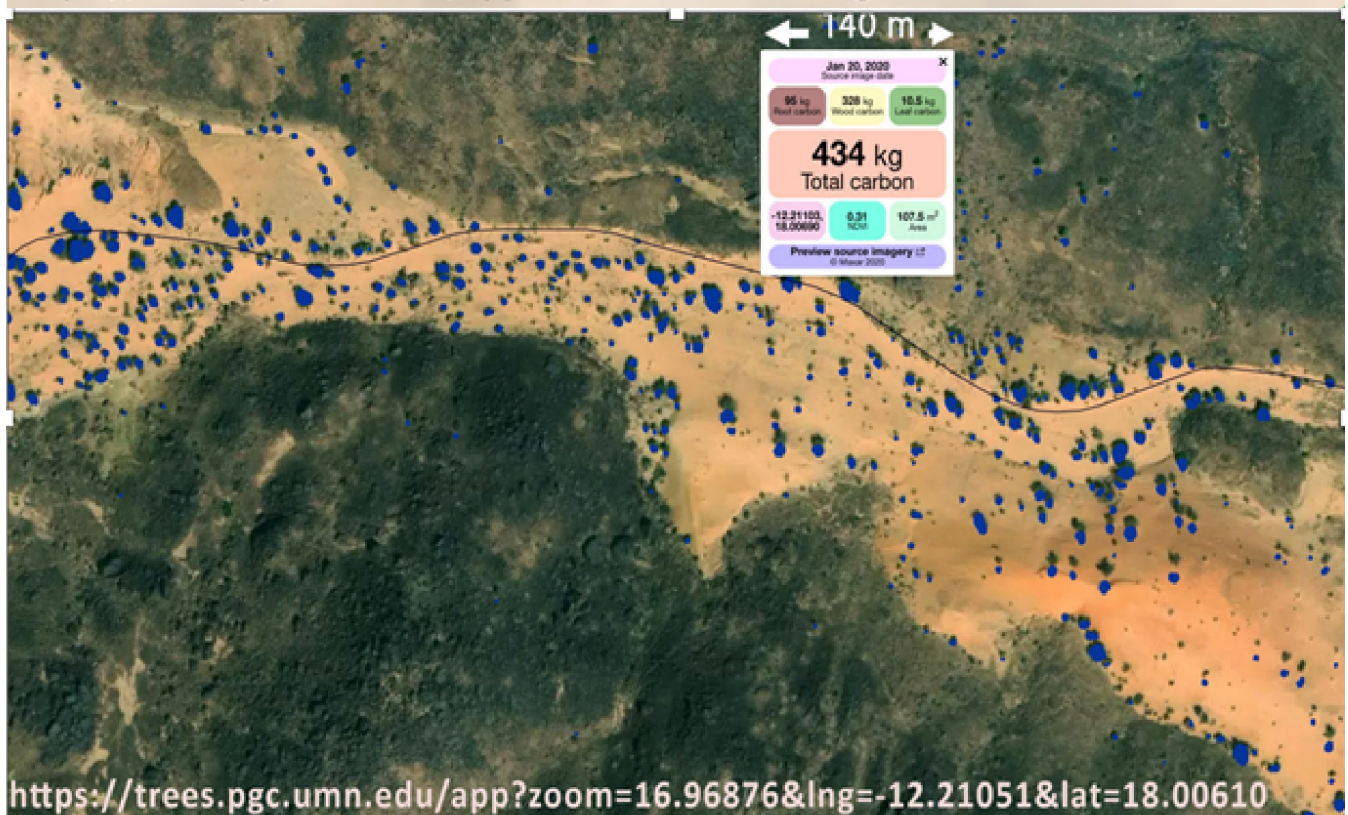 140 m
Jan 20, 2020
Source image date
95 kg
Root carbon
328 kg
Wood carbon
10.5 kg
Leaf carbon
434 kg
Total carbon
-12.21103,
18.00690
0.31
NDVI
107.5 m²
Area
Preview source imagery
© Maxar 2020
https://trees.pgc.umn.edu/app?zoom=16.96876&lng=-12.21051&lat=18.00610